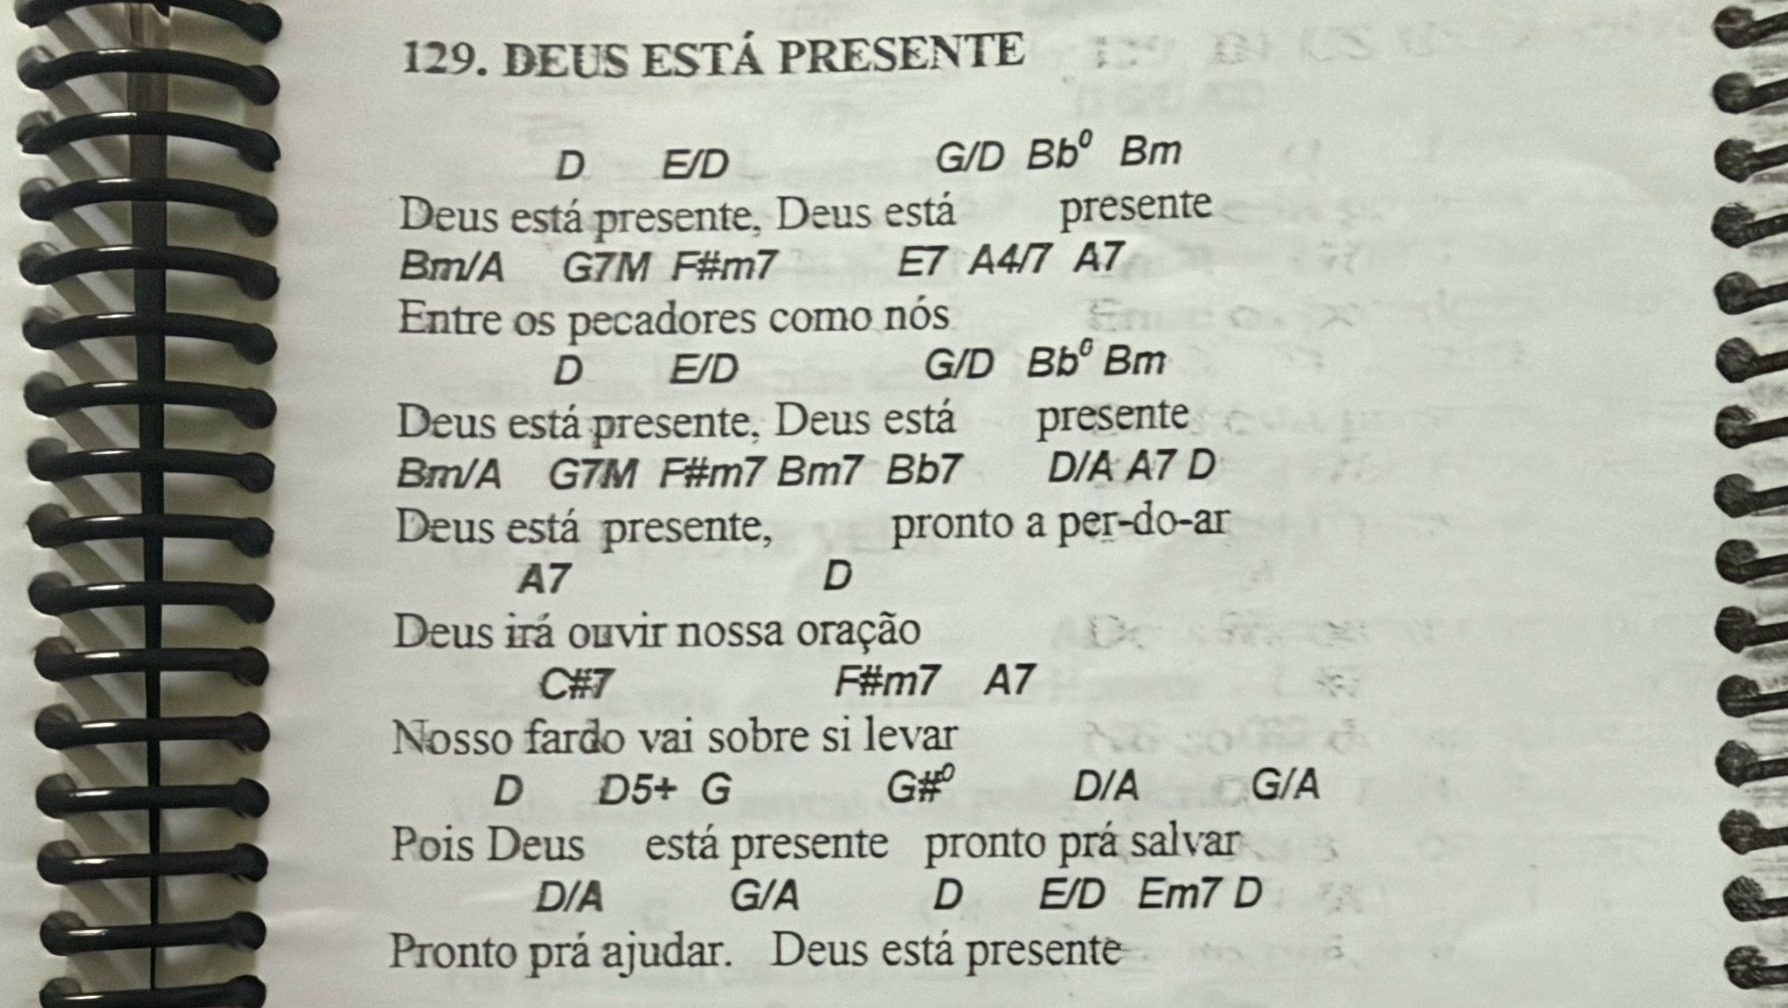 129. DEUS ESTÁ PRESENTE
D E/D G/D Bb⁰ Bm
Deus está presente, Deus está presente
Bm/A G7M F#m7 E7 A4/7 A7
Entre os pecadores como nós
D E/D G/D Bb⁰ Bm
Deus está presente, Deus está presente
Bm/A G7M F#m7 Bm7 Bb7 D/A A7 D
Deus está presente, pronto a per-do-ar
A7 D
Deus irá ouvir nossa oração
C#7 F#m7 A7
Nosso fardo vai sobre si levar
D D5+ G G#⁰ D/A G/A
Pois Deus está presente pronto prá salvar
D/A G/A D E/D Em7 D
Pronto prá ajudar. Deus está presente